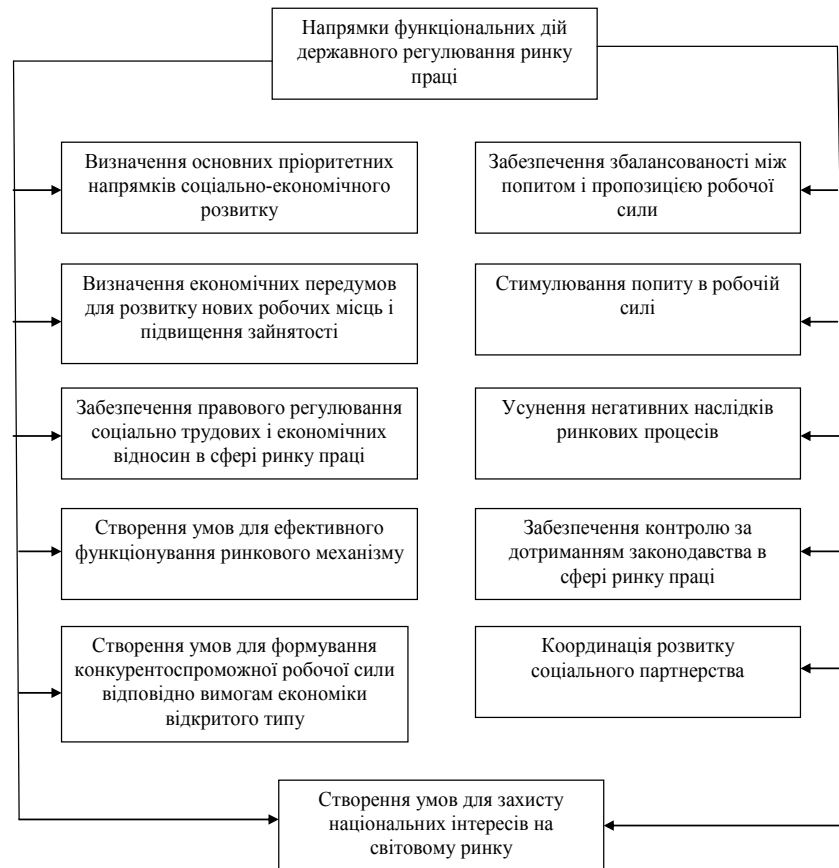 Напрямки функціональних дій
державного регулювання ринку
праці
Визначення основних пріоритетних
напрямків соціально-економічного
розвитку
Забезпечення збалансованості між
попитом і пропозицією робочої
сили
Визначення економічних передумов
для розвитку нових робочих місць і
підвищення зайнятості
Стимулювання попиту в робочій
силі
Забезпечення правового регулювання
соціально трудових і економічних
відносин в сфері ринку праці
Усунення негативних наслідків
ринкових процесів
Створення умов для ефективного
функціонування ринкового механізму
Забезпечення контролю за
дотриманням законодавства в
сфері ринку праці
Створення умов для формування
конкурентоспроможної робочої сили
відповідно вимогам економіки
відкритого типу
Координація розвитку
соціального партнерства
Створення умов для захисту
національних інтересів на
світовому ринку